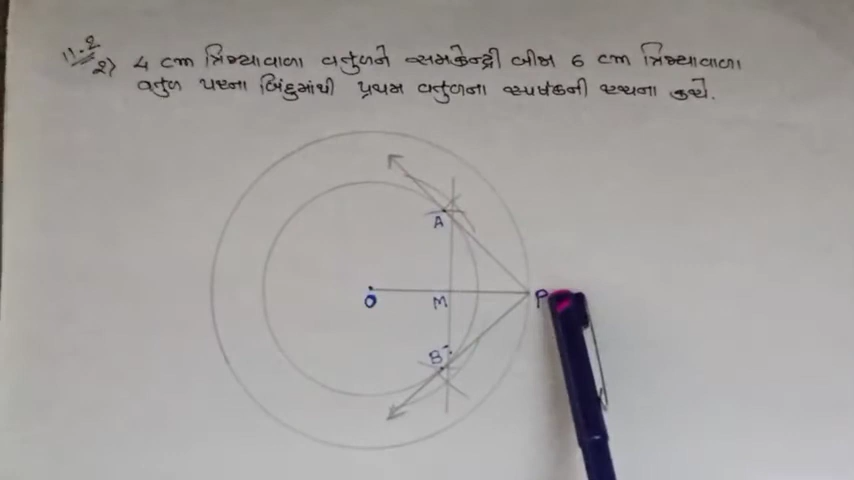 11.2
2) 4 cm ત્રિજ્યાવાળા વર્તુળને સમકેન્દ્રી બીજા 6 cm ત્રિજ્યાવાળા
વર્તુળ પરના બિંદુમાંથી પ્રથમ વર્તુળના સ્પર્શકની રચના કરો.
A
O M P
B